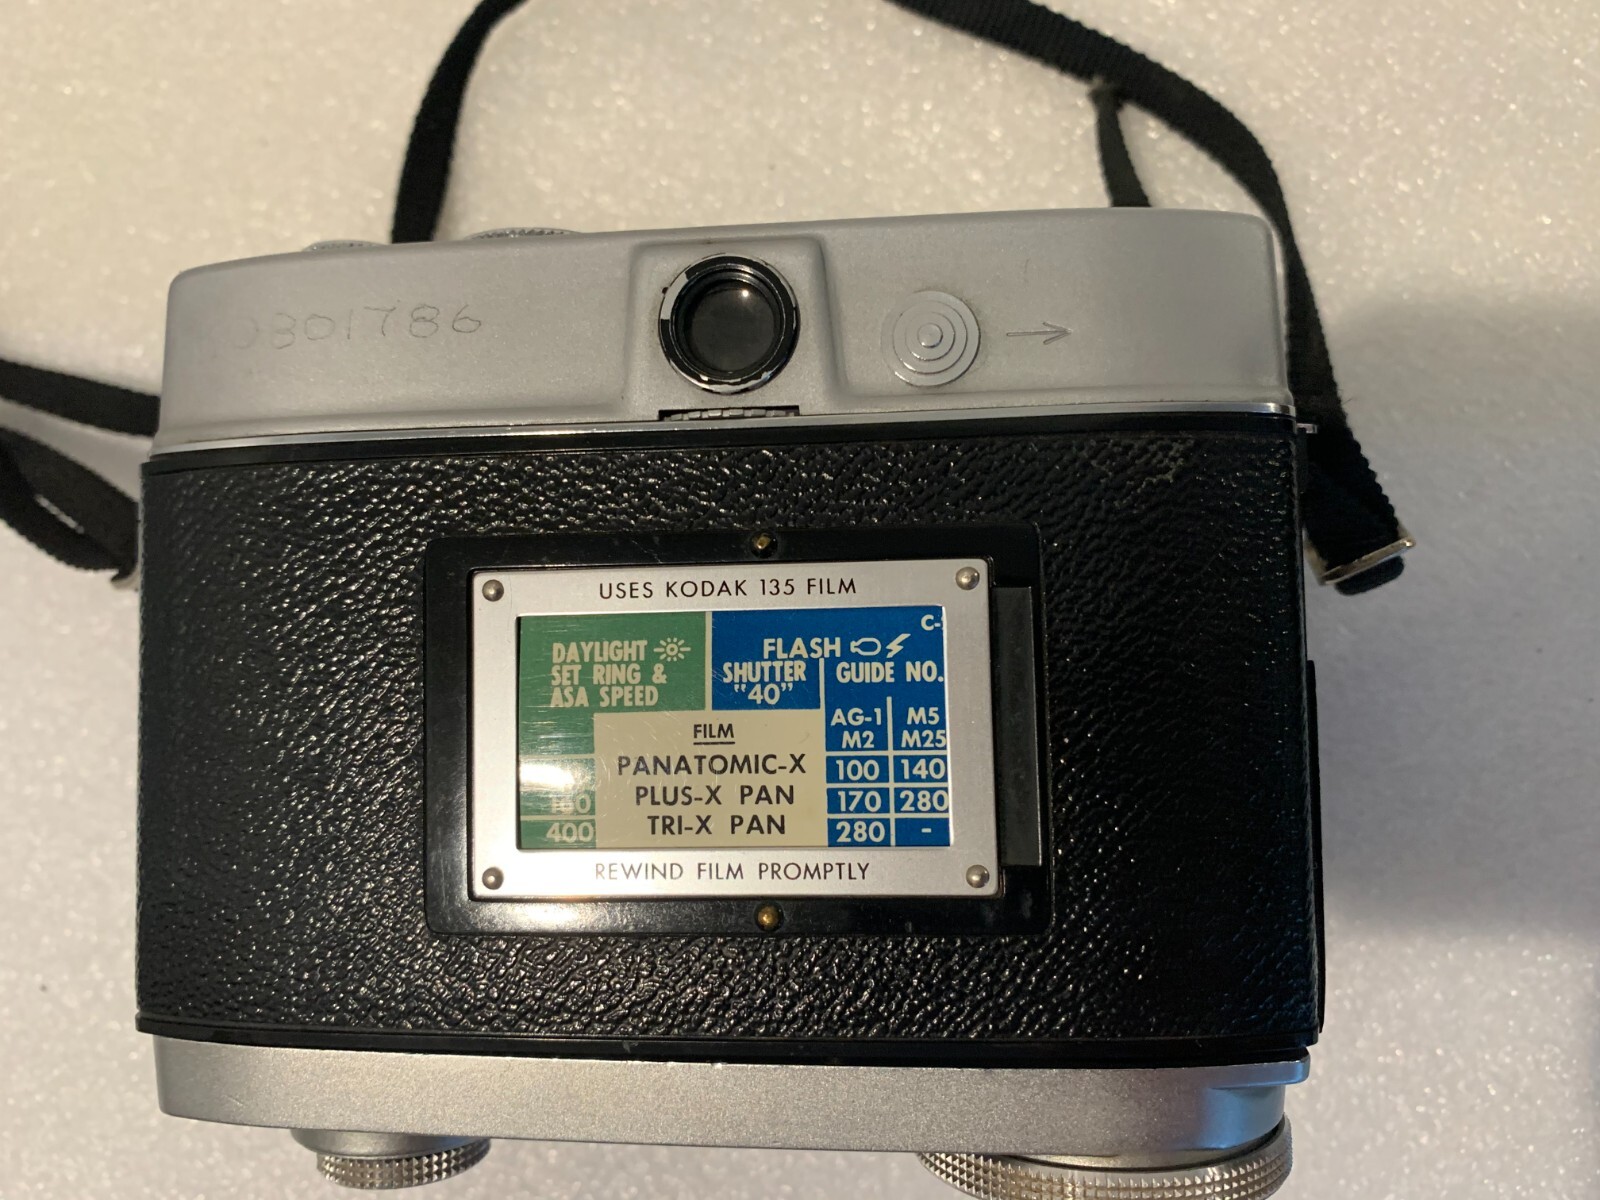 0301786
USES KODAK 135 FILM
C-
DAYLIGHT
SET RING &
ASA SPEED
FLASH
SHUTTER
"40"
GUIDE NO.
AG-1 M5
M2 M25
FILM
PANATOMIC-X 100 140
160 PLUS-X PAN 170 280
400 TRI-X PAN 280 -
REWIND FILM PROMPTLY